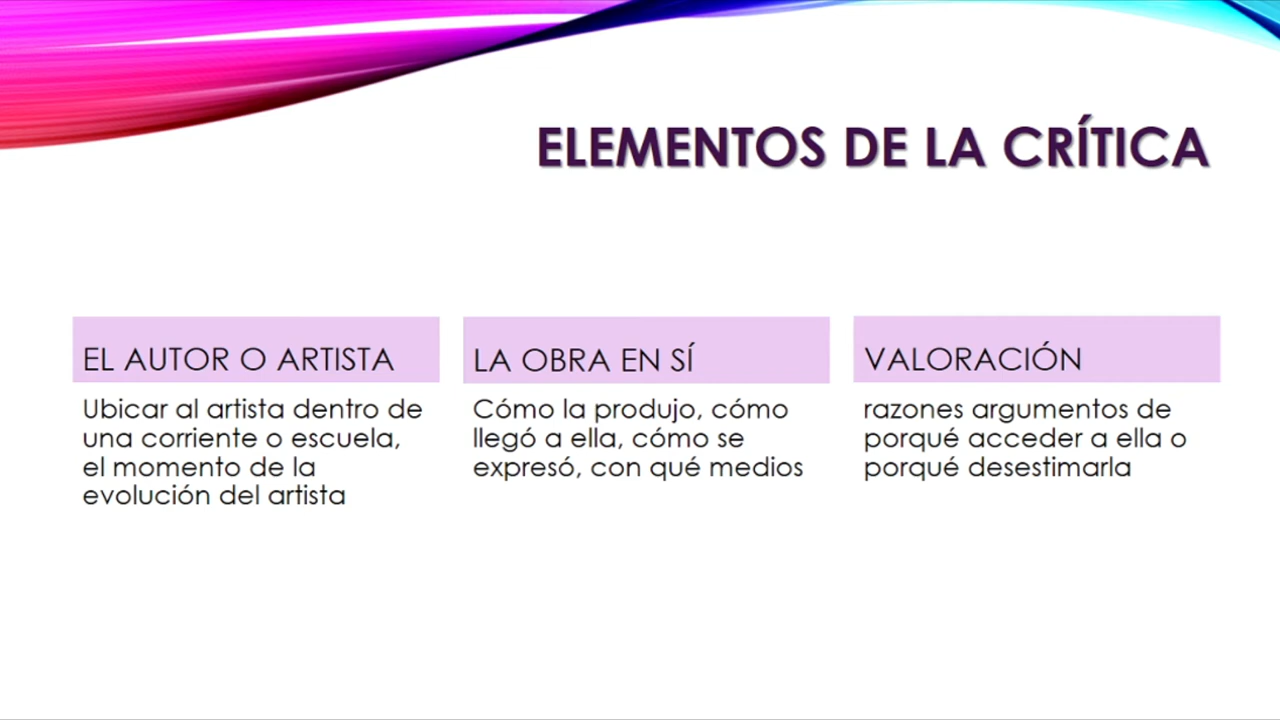 ELEMENTOS DE LA CRÍTICA
EL AUTOR O ARTISTA
Ubicar al artista dentro de
una corriente o escuela,
el momento de la
evolución del artista
LA OBRA EN SÍ
Cómo la produjo, cómo
llegó a ella, cómo se
expresó, con qué medios
VALORACIÓN
razones argumentos de
porqué acceder a ella o
porqué desestimarla